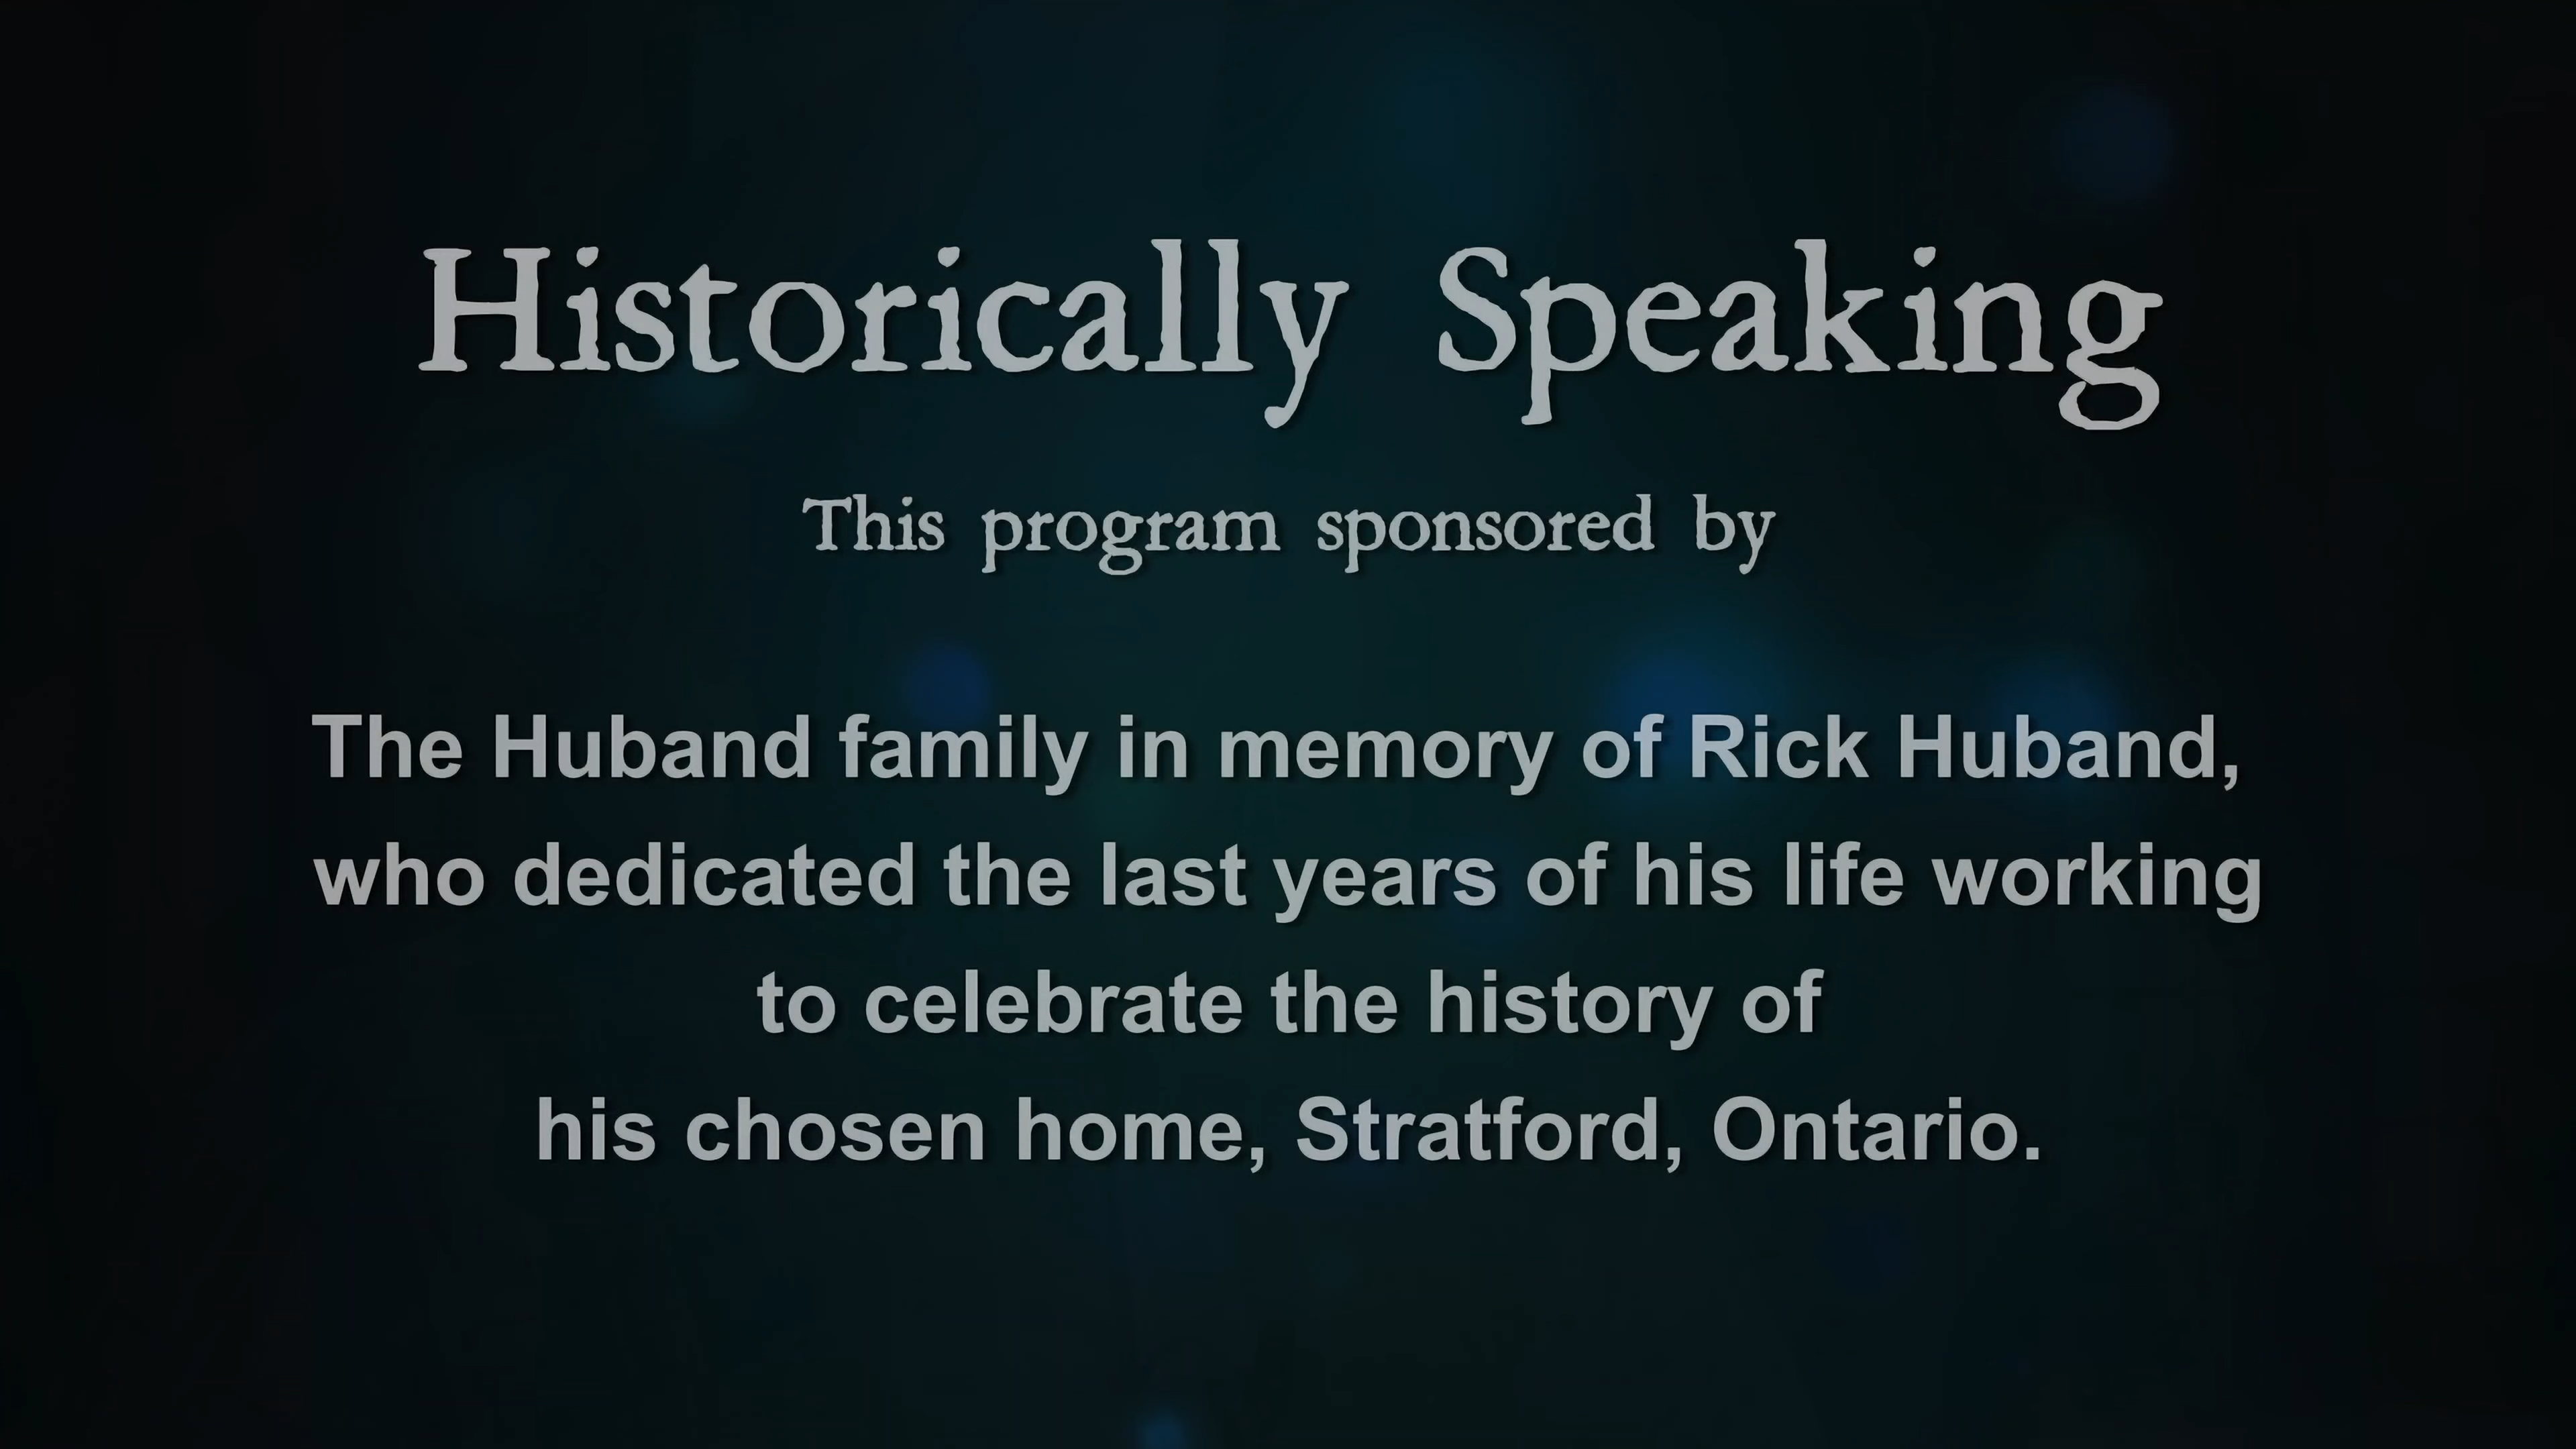 Historically Speaking
This program sponsored by
The Huband family in memory of Rick Huband,
who dedicated the last years of his life working
to celebrate the history of
his chosen home, Stratford, Ontario.